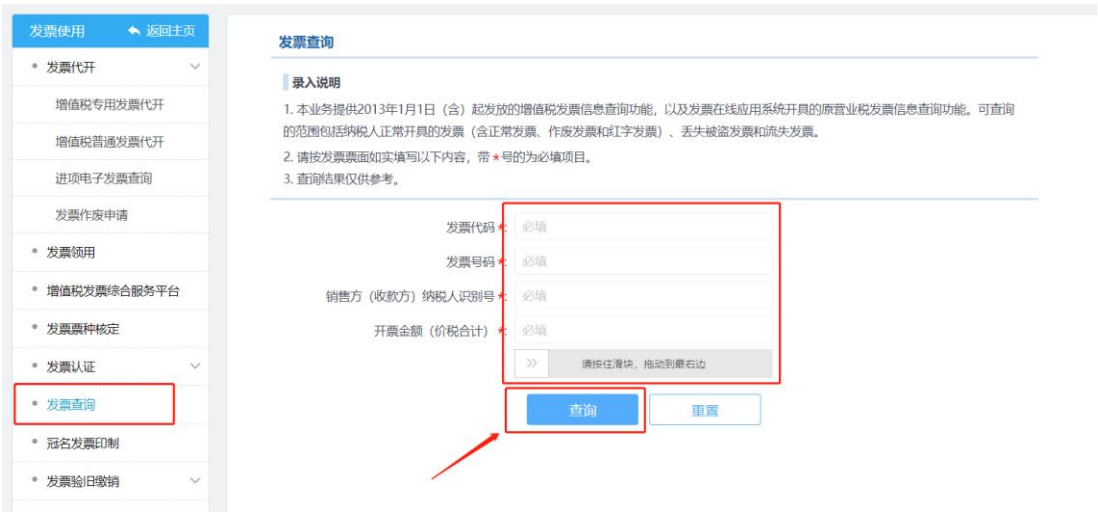 发票使用
返回主页
发票代开
增值税专用发票代开
增值税普通发票代开
进项电子发票查询
发票作废申请
发票领用
增值税发票综合服务平台
发票票种核定
发票认证
发票查询
冠名发票印制
发票验旧缴销
发票查询
录入说明
1. 本业务提供2013年1月1日（含）起发放的增值税发票信息查询功能，以及发票在线应用系统开具的原营业税发票信息查询功能。可查询
的范围包括纳税人正常开具的发票（含正常发票、作废发票和红字发票）、丢失被盗发票和流失发票。
2. 请按发票票面如实填写以下内容，带★号的为必填项目。
3. 查询结果仅供参考。
发票代码★: 必填
发票号码★: 必填
销售方（收款方）纳税人识别号★: 必填
开票金额（价税合计）★: 必填
请按住滑块，拖动到最右边
查询 重置